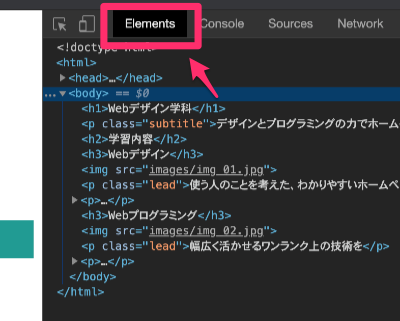 Elements Console Sources Network
<!doctype html>
<html>
<head>…</head>
… <body> == $0
<h1>Webデザイン学科</h1>
<p class="subtitle">デザインとプログラミングの力でホーム
<h2>学習内容</h2>
<h3>Webデザイン</h3>
<img src="images/img_01.jpg">
<p class="lead">使う人のことを考えた、わかりやすいホームペ
<p>…</p>
<h3>Webプログラミング</h3>
<img src="images/img_02.jpg">
<p class="lead">幅広く活かせるワンランク上の技術を</p>
<p>…</p>
</body>
</html>